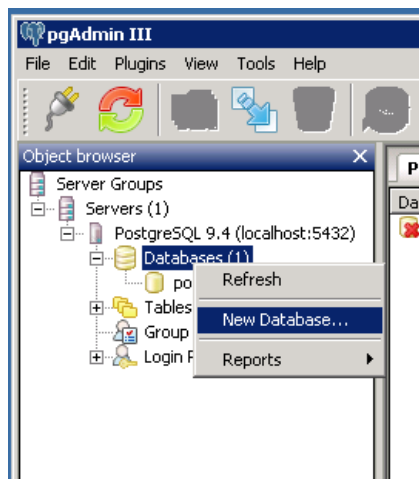 pgAdmin III
File Edit Plugins View Tools Help
Object browser
Server Groups
Servers (1)
PostgreSQL 9.4 (localhost:5432)
Databases (1)
Refresh
New Database...
Tables
Group
Login
Reports